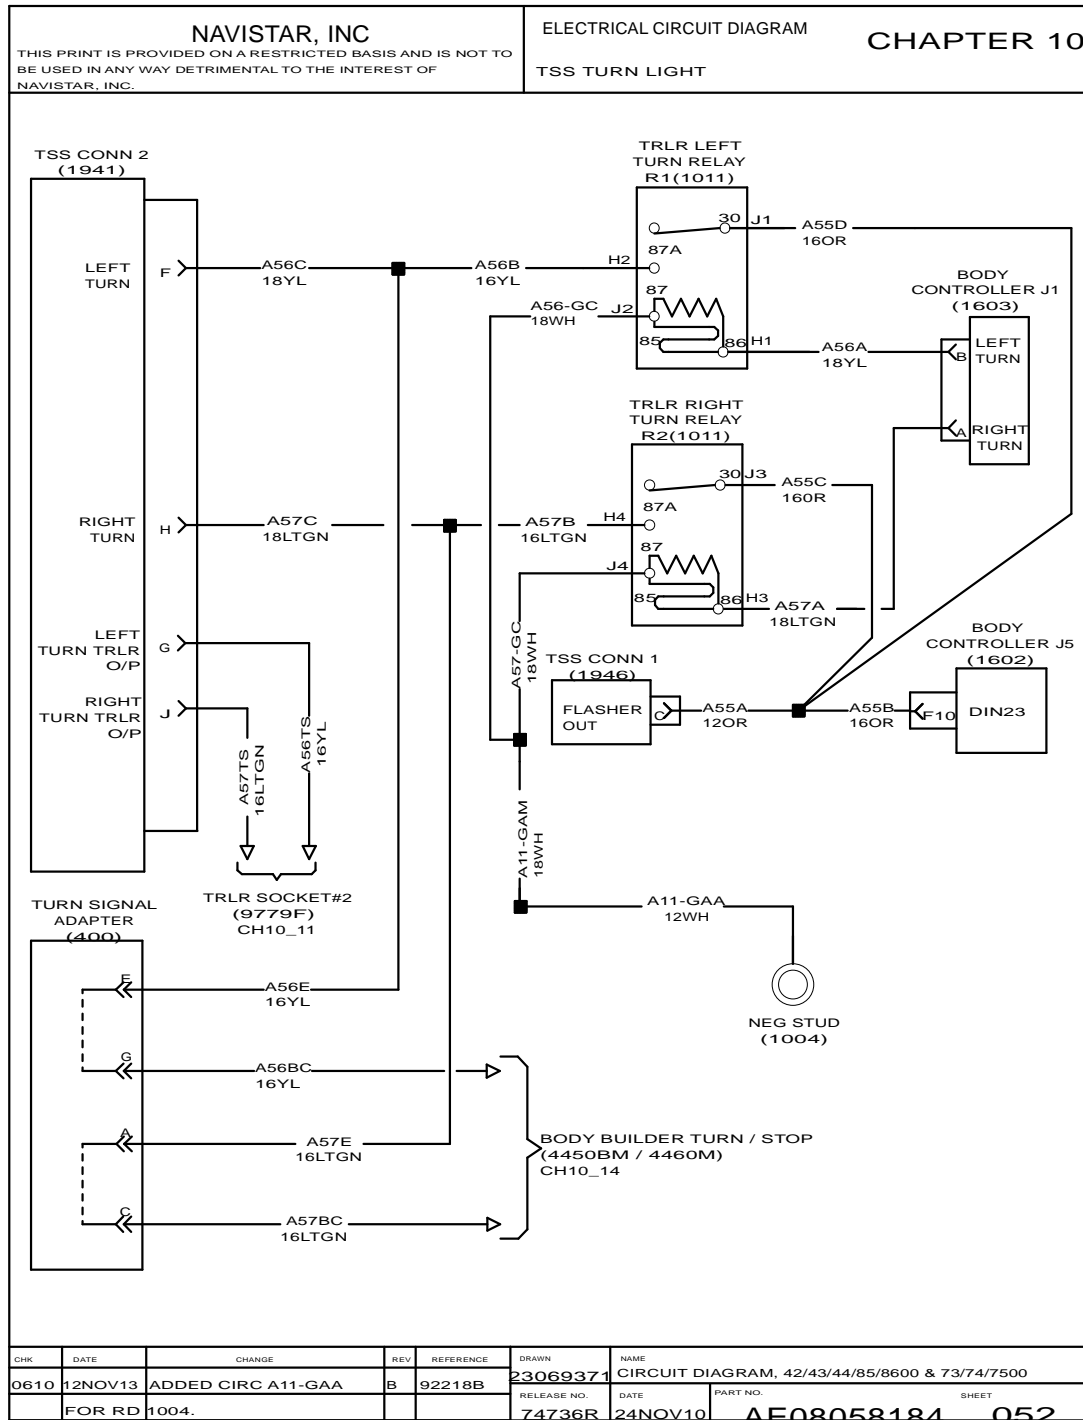 NAVISTAR, INC
THIS PRINT IS PROVIDED ON A RESTRICTED BASIS AND IS NOT TO
BE USED IN ANY WAY DETRIMENTAL TO THE INTEREST OF
NAVISTAR, INC.
ELECTRICAL CIRCUIT DIAGRAM
TSS TURN LIGHT
CHAPTER 10
TSS CONN 2
(1941)
LEFT
TURN
F
A56C
18YL
A56B
16YL
H2
TRLR LEFT
TURN RELAY
R1(1011)
30
J1
87A
87
85
86
H1
A55D
16OR
A56-GC
18WH
J2
A56A
18YL
BODY
CONTROLLER J1
(1603)
B
LEFT
TURN
A
RIGHT
TURN
TRLR RIGHT
TURN RELAY
R2(1011)
30
J3
87A
87
85
86
H3
A55C
160R
RIGHT
TURN
H
A57C
18LTGN
A57B
16LTGN
H4
J4
A57A
18LTGN
A57-GC
18WH
LEFT
TURN TRLR
O/P
G
RIGHT
TURN TRLR
O/P
J
A57TS
16LTGN
A56TS
16YL
TSS CONN 1
(1946)
FLASHER
OUT
C
A55A
12OR
A55B
16OR
BODY
CONTROLLER J5
(1602)
F10
DIN23
A11-GAM
18WH
TRLR SOCKET#2
(9779F)
CH10_11
A11-GAA
12WH
NEG STUD
(1004)
TURN SIGNAL
ADAPTER
(400)
E
A56E
16YL
G
A56BC
16YL
A
A57E
16LTGN
C
A57BC
16LTGN
BODY BUILDER TURN / STOP
(4450BM / 4460M)
CH10_14
CHK DATE CHANGE REV REFERENCE
0610 12NOV13 ADDED CIRC A11-GAA B 92218B
FOR RD 1004.
DRAWN
23069371
NAME
CIRCUIT DIAGRAM, 42/43/44/85/8600 & 73/74/7500
RELEASE NO.
74736R
DATE
24NOV10
PART NO.
AE08058184
SHEET
052